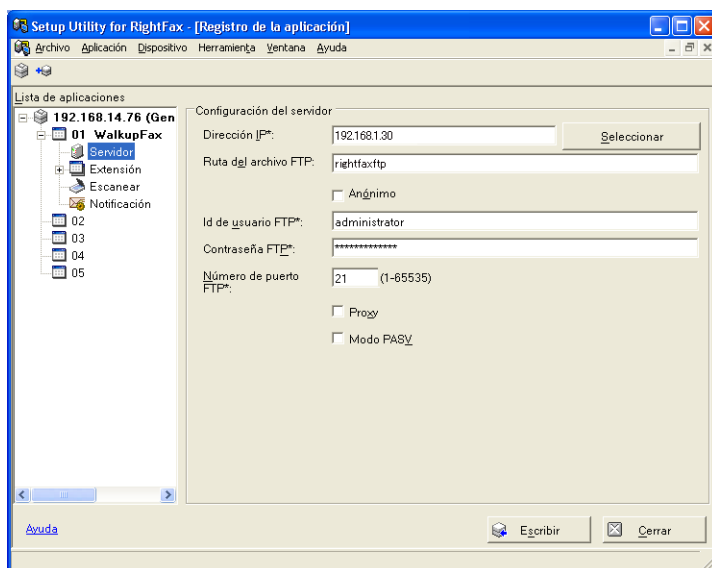 Setup Utility for RightFax - [Registro de la aplicación]
Archivo Aplicación Dispositivo Herramienta Ventana Ayuda
Lista de aplicaciones
192.168.14.76 (Gen
01 WalkupFax
Servidor
Extensión
Escanear
Notificación
02
03
04
05
Configuración del servidor
Dirección IP*: 192.168.1.30 Seleccionar
Ruta del archivo FTP: rightfaxftp
Anónimo
Id de usuario FTP*: administrator
Contraseña FTP*: *************
Número de puerto FTP*: 21 (1-65535)
Proxy
Modo PASV
Ayuda Escribir Cerrar